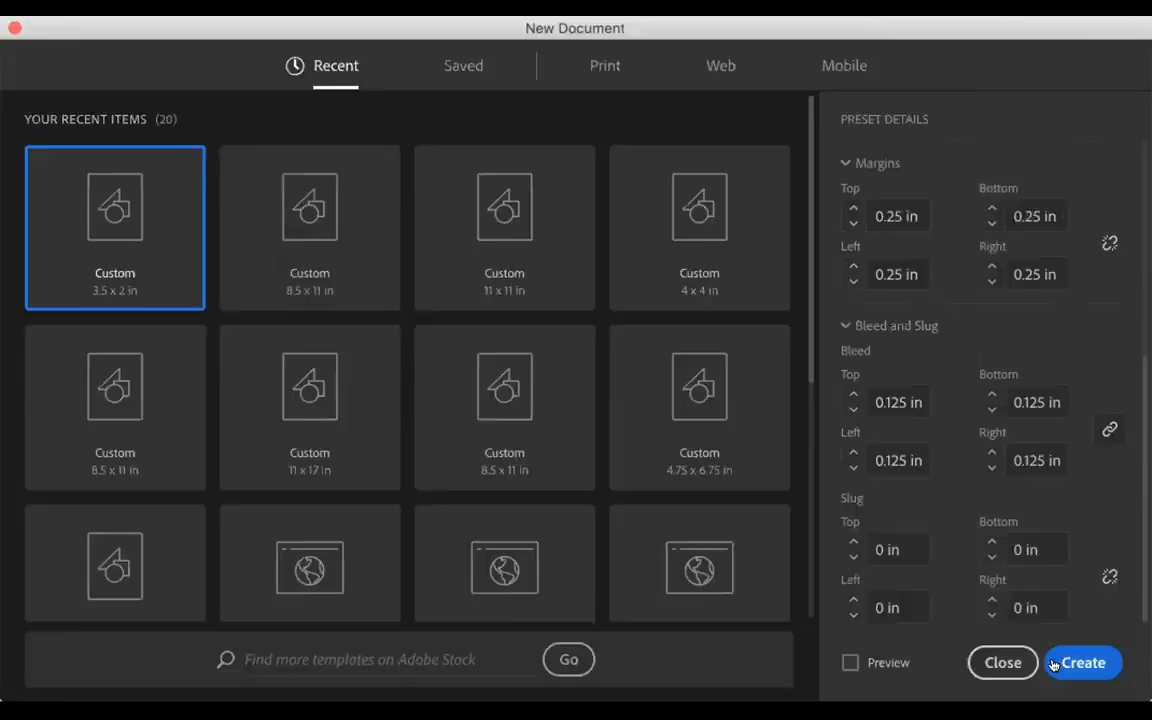 New Document
Recent
Saved
Print
Web
Mobile
YOUR RECENT ITEMS (20)
Custom
3.5 x 2 in
Custom
8.5 x 11 in
Custom
11 x 11 in
Custom
4 x 4 in
Custom
8.5 x 11 in
Custom
11 x 17 in
Custom
8.5 x 11 in
Custom
4.75 x 6.75 in
Find more templates on Adobe Stock
Go
PRESET DETAILS
Margins
Top Bottom
0.25 in 0.25 in
Left Right
0.25 in 0.25 in
Bleed and Slug
Bleed
Top Bottom
0.125 in 0.125 in
Left Right
0.125 in 0.125 in
Slug
Top Bottom
0 in 0 in
Left Right
0 in 0 in
Preview
Close
Create